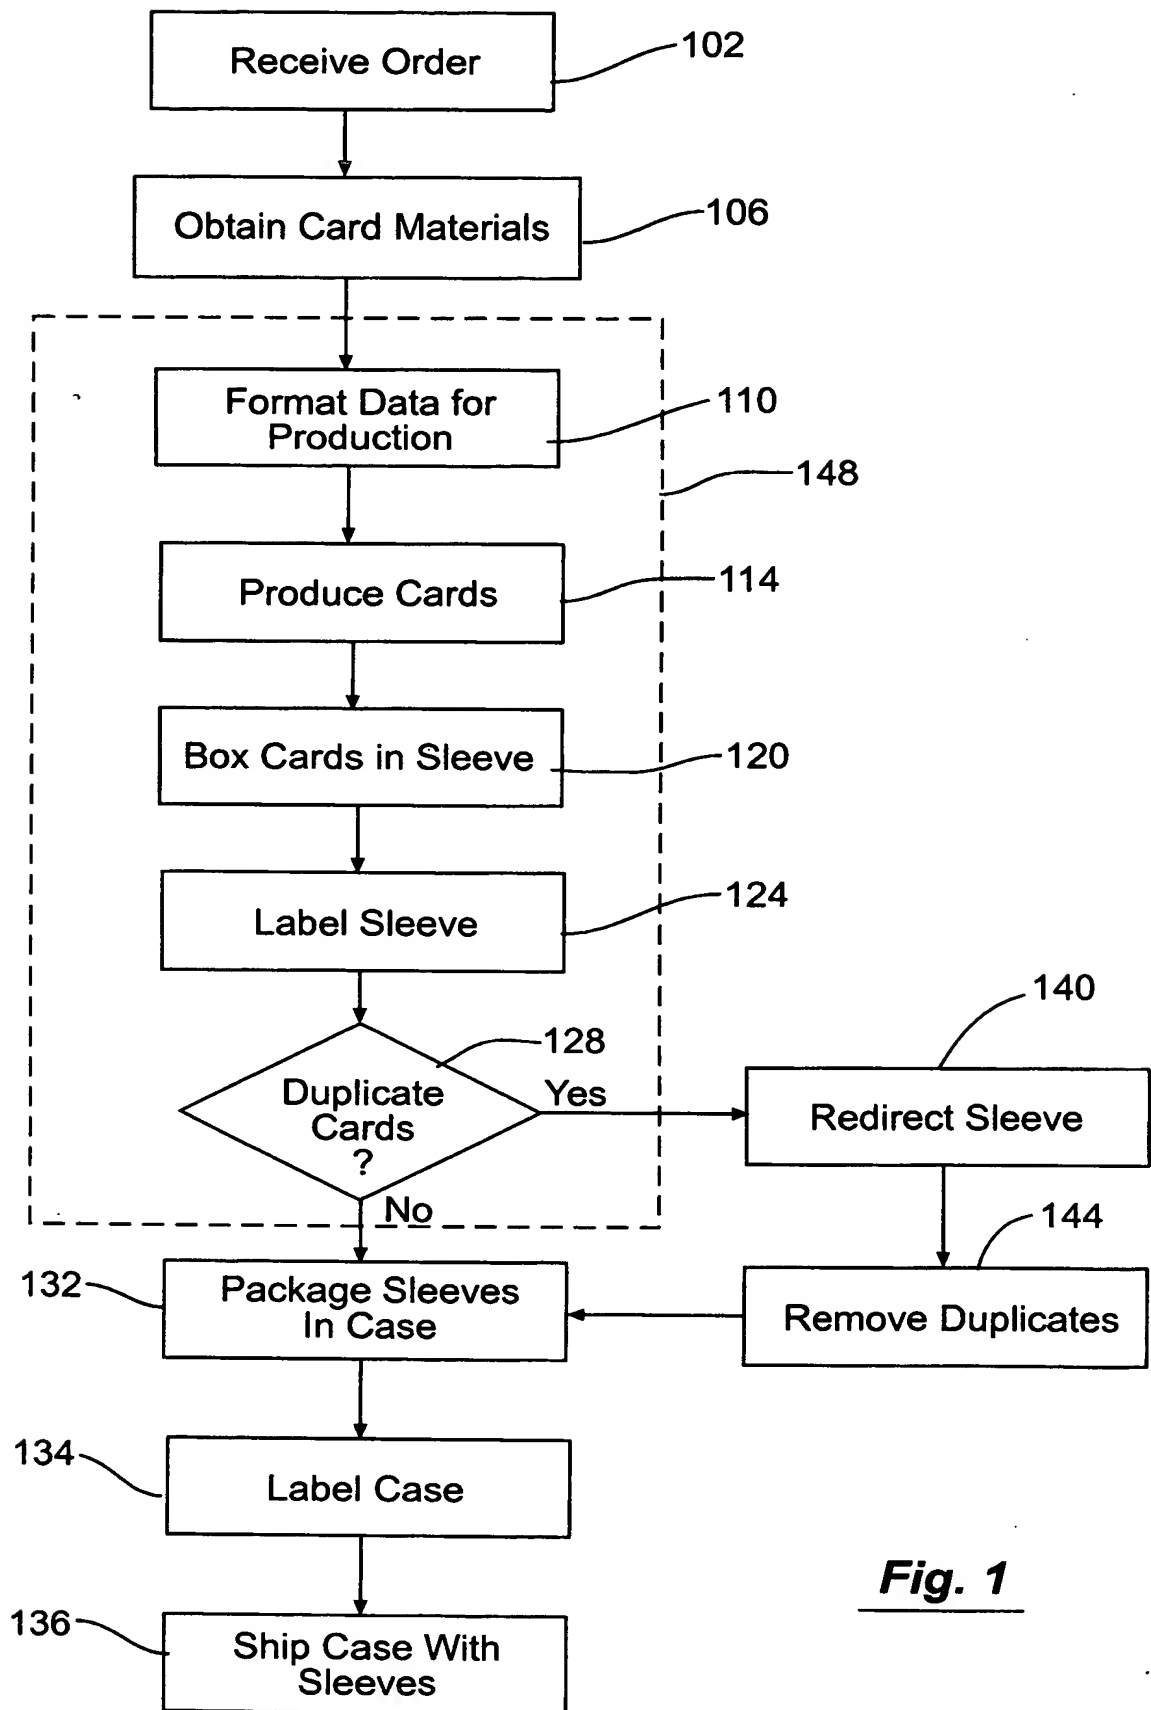 Receive Order
102
Obtain Card Materials
106
Format Data for
Production
110
148
Produce Cards
114
Box Cards in Sleeve
120
Label Sleeve
124
Duplicate
Cards
?
128
Yes
No
140
Redirect Sleeve
144
Remove Duplicates
132
Package Sleeves
In Case
134
Label Case
136
Ship Case With
Sleeves
Fig. 1